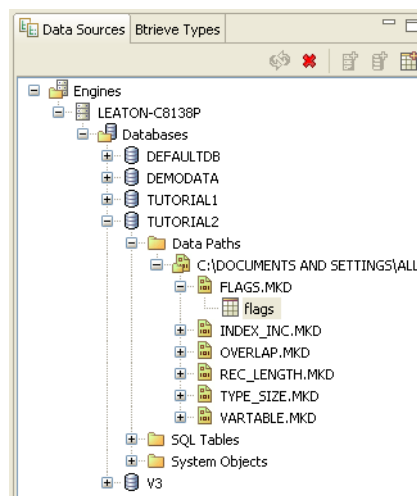 Data Sources Btrieve Types
Engines
LEATON-C8138P
Databases
DEFAULTDB
DEMODATA
TUTORIAL1
TUTORIAL2
Data Paths
C:\DOCUMENTS AND SETTINGS\ALL
FLAGS.MKD
flags
INDEX_INC.MKD
OVERLAP.MKD
REC_LENGTH.MKD
TYPE_SIZE.MKD
VARTABLE.MKD
SQL Tables
System Objects
V3